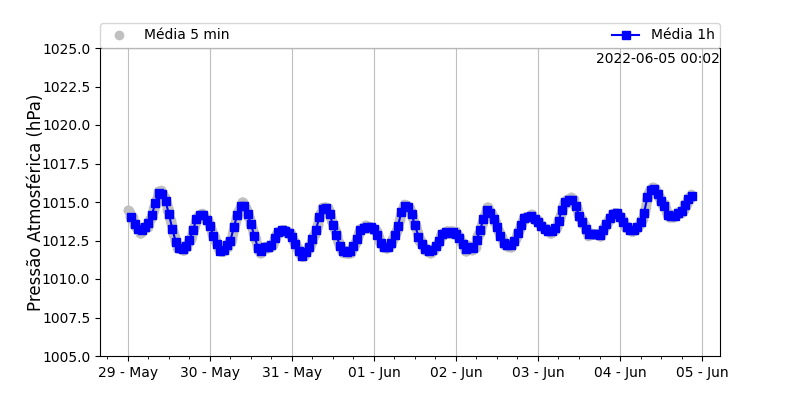 Média 5 min
Média 1h
2022-06-05 00:02
Pressão Atmosférica (hPa)
1025.0
1022.5
1020.0
1017.5
1015.0
1012.5
1010.0
1007.5
1005.0
29 - May
30 - May
31 - May
01 - Jun
02 - Jun
03 - Jun
04 - Jun
05 - Jun